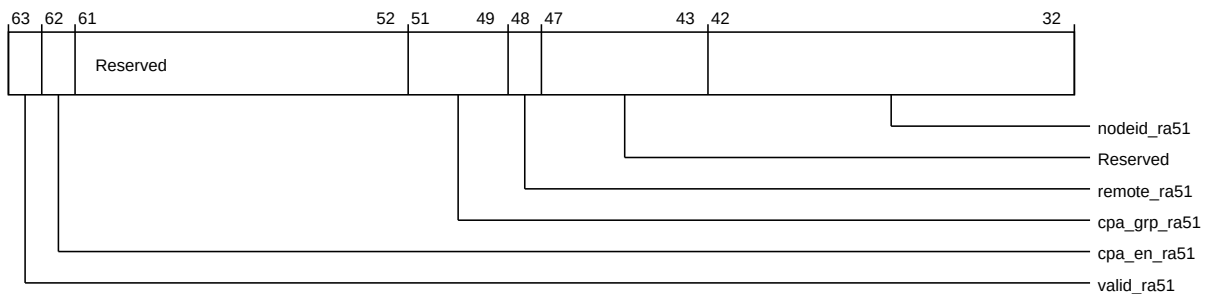 63 62 61 52 51 49 48 47 43 42 32
Reserved
nodeid_ra51
Reserved
remote_ra51
cpa_grp_ra51
cpa_en_ra51
valid_ra51